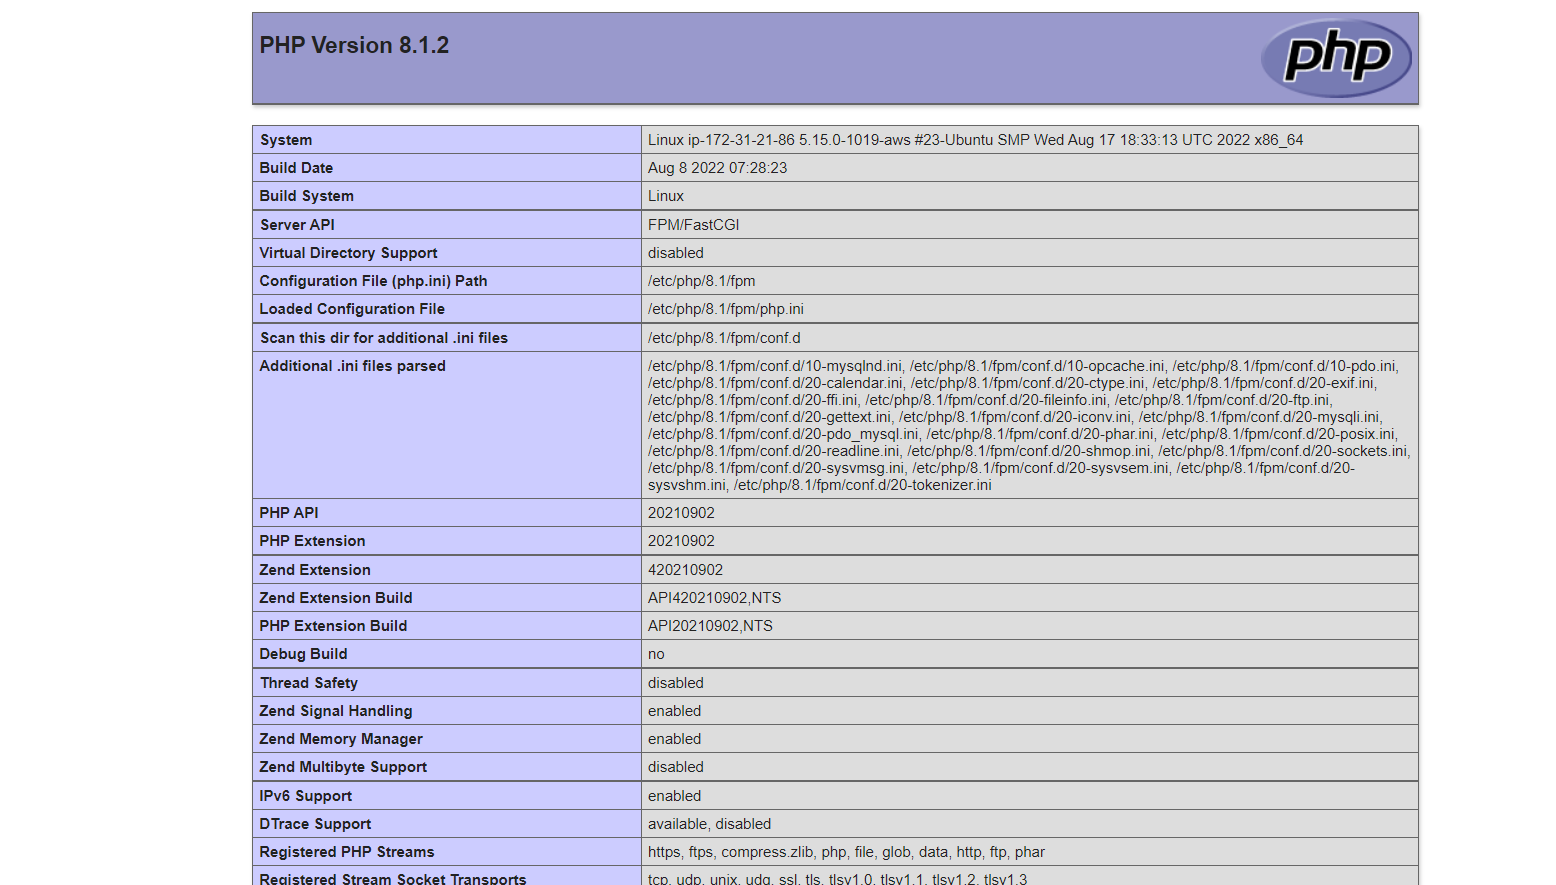 PHP Version 8.1.2
php
System Linux ip-172-31-21-86 5.15.0-1019-aws #23-Ubuntu SMP Wed Aug 17 18:33:13 UTC 2022 x86_64
Build Date Aug 8 2022 07:28:23
Build System Linux
Server API FPM/FastCGI
Virtual Directory Support disabled
Configuration File (php.ini) Path /etc/php/8.1/fpm
Loaded Configuration File /etc/php/8.1/fpm/php.ini
Scan this dir for additional .ini files /etc/php/8.1/fpm/conf.d
Additional .ini files parsed /etc/php/8.1/fpm/conf.d/10-mysqlnd.ini, /etc/php/8.1/fpm/conf.d/10-opcache.ini, /etc/php/8.1/fpm/conf.d/10-pdo.ini,
/etc/php/8.1/fpm/conf.d/20-calendar.ini, /etc/php/8.1/fpm/conf.d/20-ctype.ini, /etc/php/8.1/fpm/conf.d/20-exif.ini,
/etc/php/8.1/fpm/conf.d/20-ffi.ini, /etc/php/8.1/fpm/conf.d/20-fileinfo.ini, /etc/php/8.1/fpm/conf.d/20-ftp.ini,
/etc/php/8.1/fpm/conf.d/20-gettext.ini, /etc/php/8.1/fpm/conf.d/20-iconv.ini, /etc/php/8.1/fpm/conf.d/20-mysqli.ini,
/etc/php/8.1/fpm/conf.d/20-pdo_mysql.ini, /etc/php/8.1/fpm/conf.d/20-phar.ini, /etc/php/8.1/fpm/conf.d/20-posix.ini,
/etc/php/8.1/fpm/conf.d/20-readline.ini, /etc/php/8.1/fpm/conf.d/20-shmop.ini, /etc/php/8.1/fpm/conf.d/20-sockets.ini,
/etc/php/8.1/fpm/conf.d/20-sysvmsg.ini, /etc/php/8.1/fpm/conf.d/20-sysvsem.ini, /etc/php/8.1/fpm/conf.d/20-
sysvshm.ini, /etc/php/8.1/fpm/conf.d/20-tokenizer.ini
PHP API 20210902
PHP Extension 20210902
Zend Extension 420210902
Zend Extension Build API420210902,NTS
PHP Extension Build API20210902,NTS
Debug Build no
Thread Safety disabled
Zend Signal Handling enabled
Zend Memory Manager enabled
Zend Multibyte Support disabled
IPv6 Support enabled
DTrace Support available, disabled
Registered PHP Streams https, ftps, compress.zlib, php, file, glob, data, http, ftp, phar
Registered Stream Socket Transports tcp, udp, unix, udg, ssl, tls, tlsv1.0, tlsv1.1, tlsv1.2, tlsv1.3